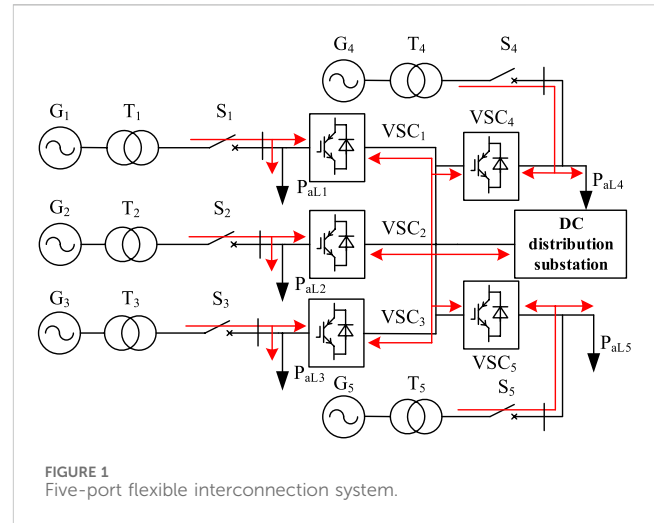 G4 T4 S4
G1 T1 S1 VSC1 VSC4
PaL1 PaL4
G2 T2 S2 VSC2 DC
distribution
substation
PaL2
G3 T3 S3 VSC3
PaL3 VSC5 PaL5
G5 T5 S5
FIGURE 1
Five-port flexible interconnection system.